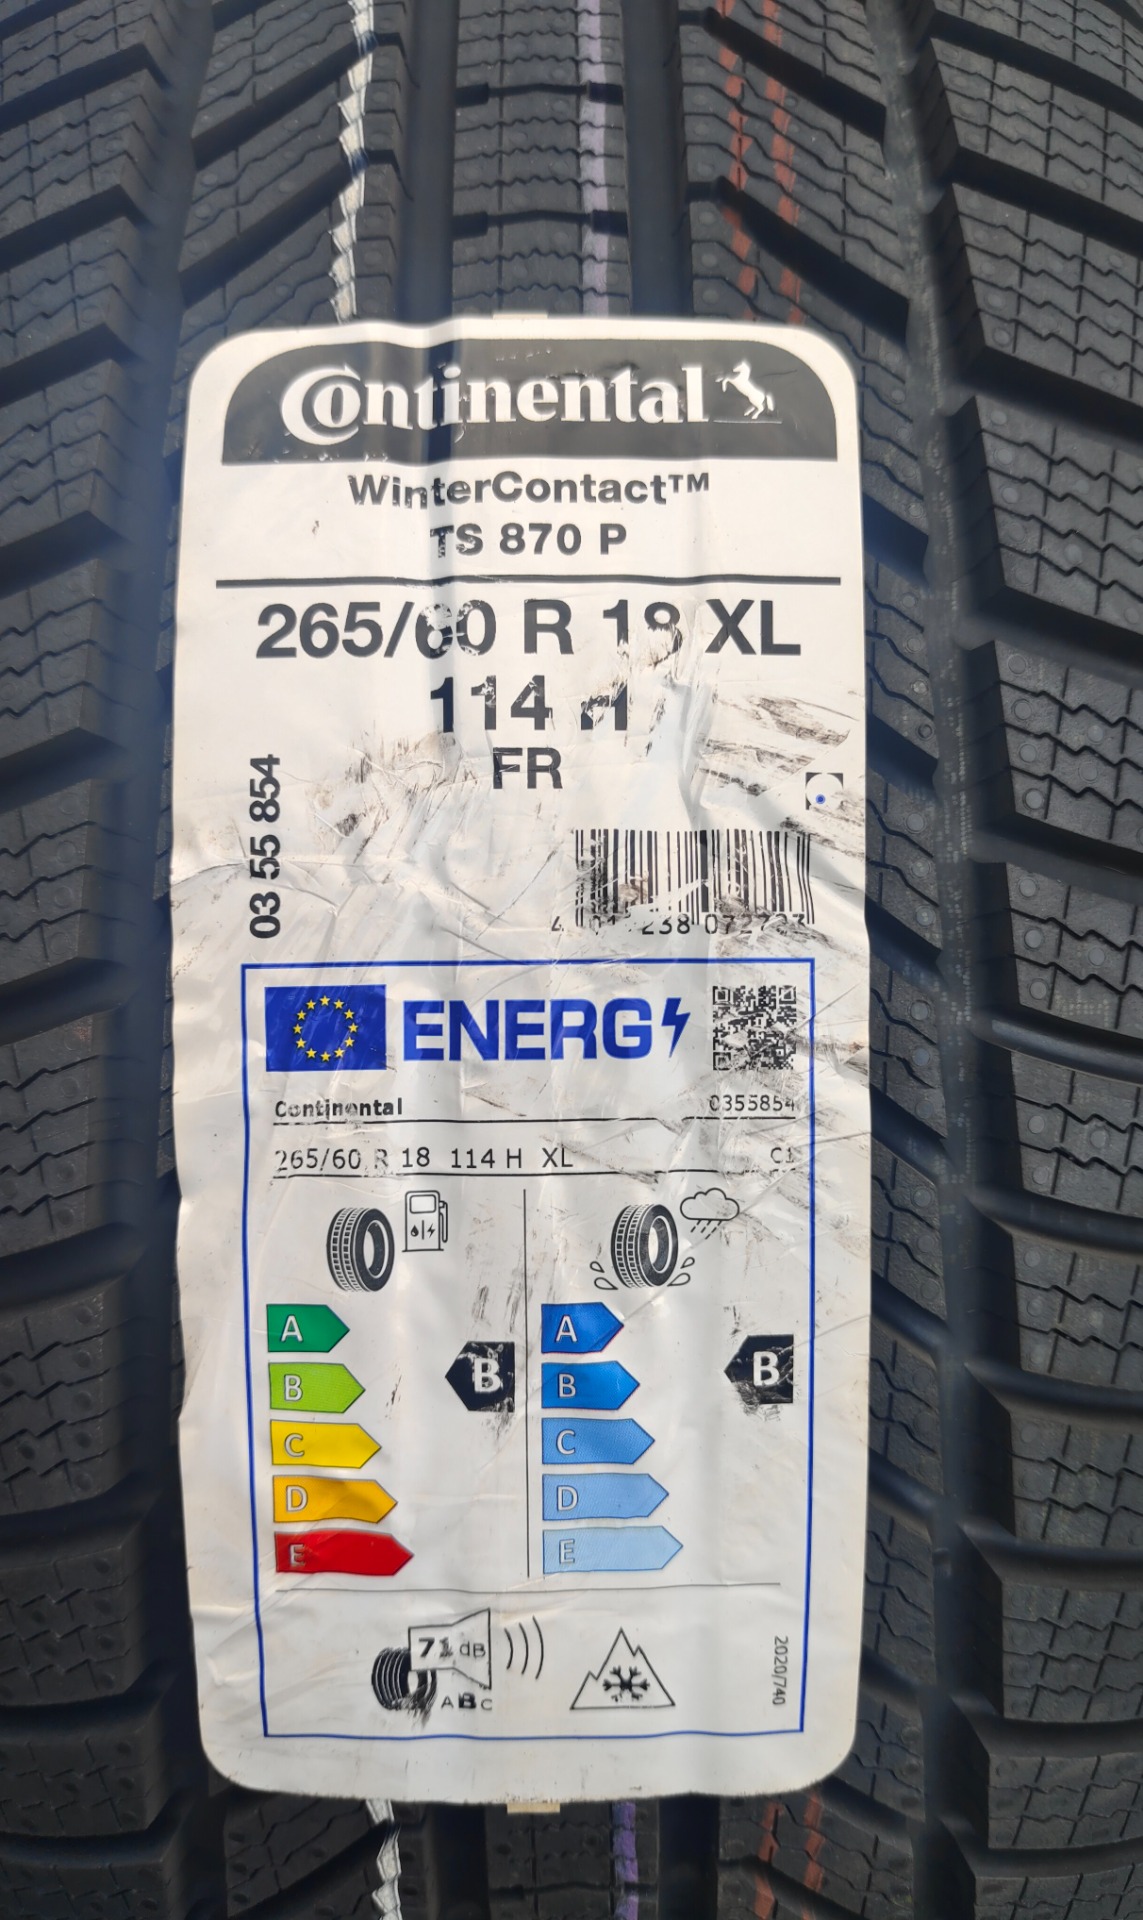 Continental
WinterContact™
TS 870 P
265/60 R 18 XL
114 H
FR
03 55 854
ENERG
Continental
0355854
265/60 R 18 114 H XL
C1
A
B
C
D
E
B
A
B
C
D
E
B
71 dB
ABC
2020/740